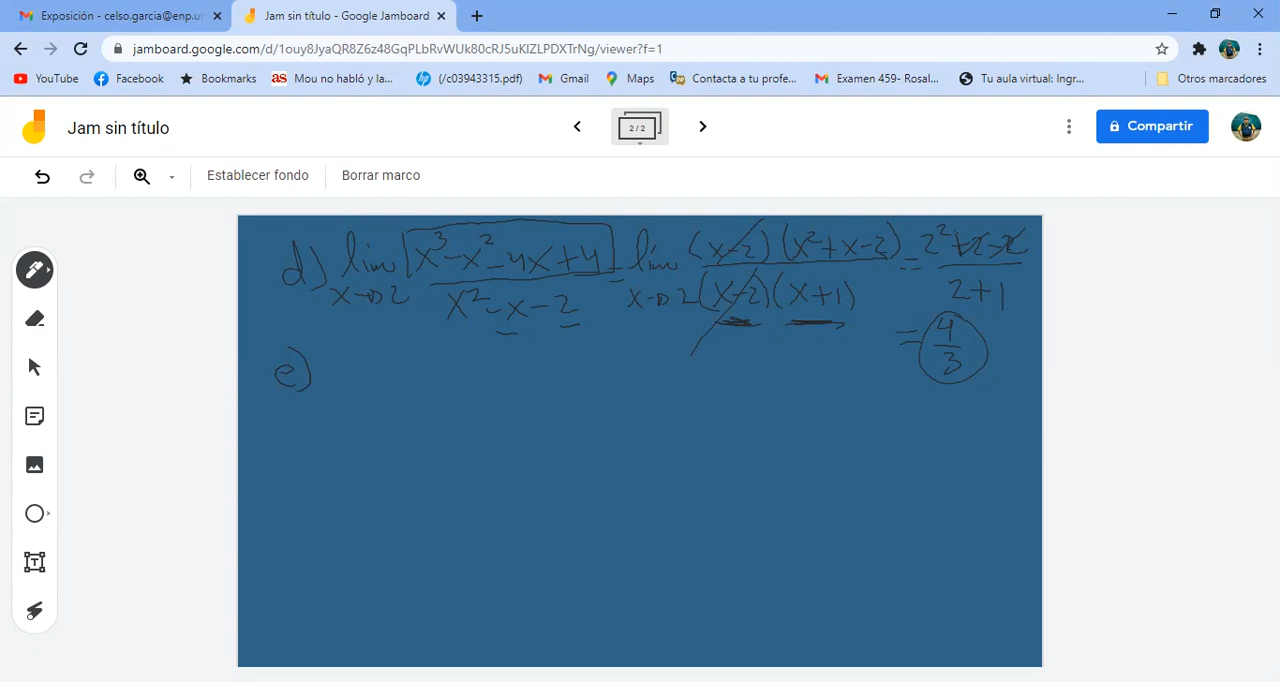 Exposición - celso.garcia@enp.un
Jam sin título - Google Jamboard
jamboard.google.com/d/1ouy8JyaQR8Z6z48GqPLbRvWUk80cRJ5uKIZLPDXTrNg/viewer?f=1
YouTube Facebook Bookmarks Mou no habló y la... (/c03943315.pdf) Gmail Maps Contacta a tu profe... Examen 459- Rosal... Tu aula virtual: Ingr... Otros marcadores
Jam sin título
2 / 2
Compartir
Establecer fondo Borrar marco
d) lim x→2 (x³ - x² - 4x + 4)/(x² - x - 2) = lim x→2 (x-2)(x² + x - 2)/(x-2)(x+1) = (2² + 2 - 2)/(2+1)
= 4/3
e)